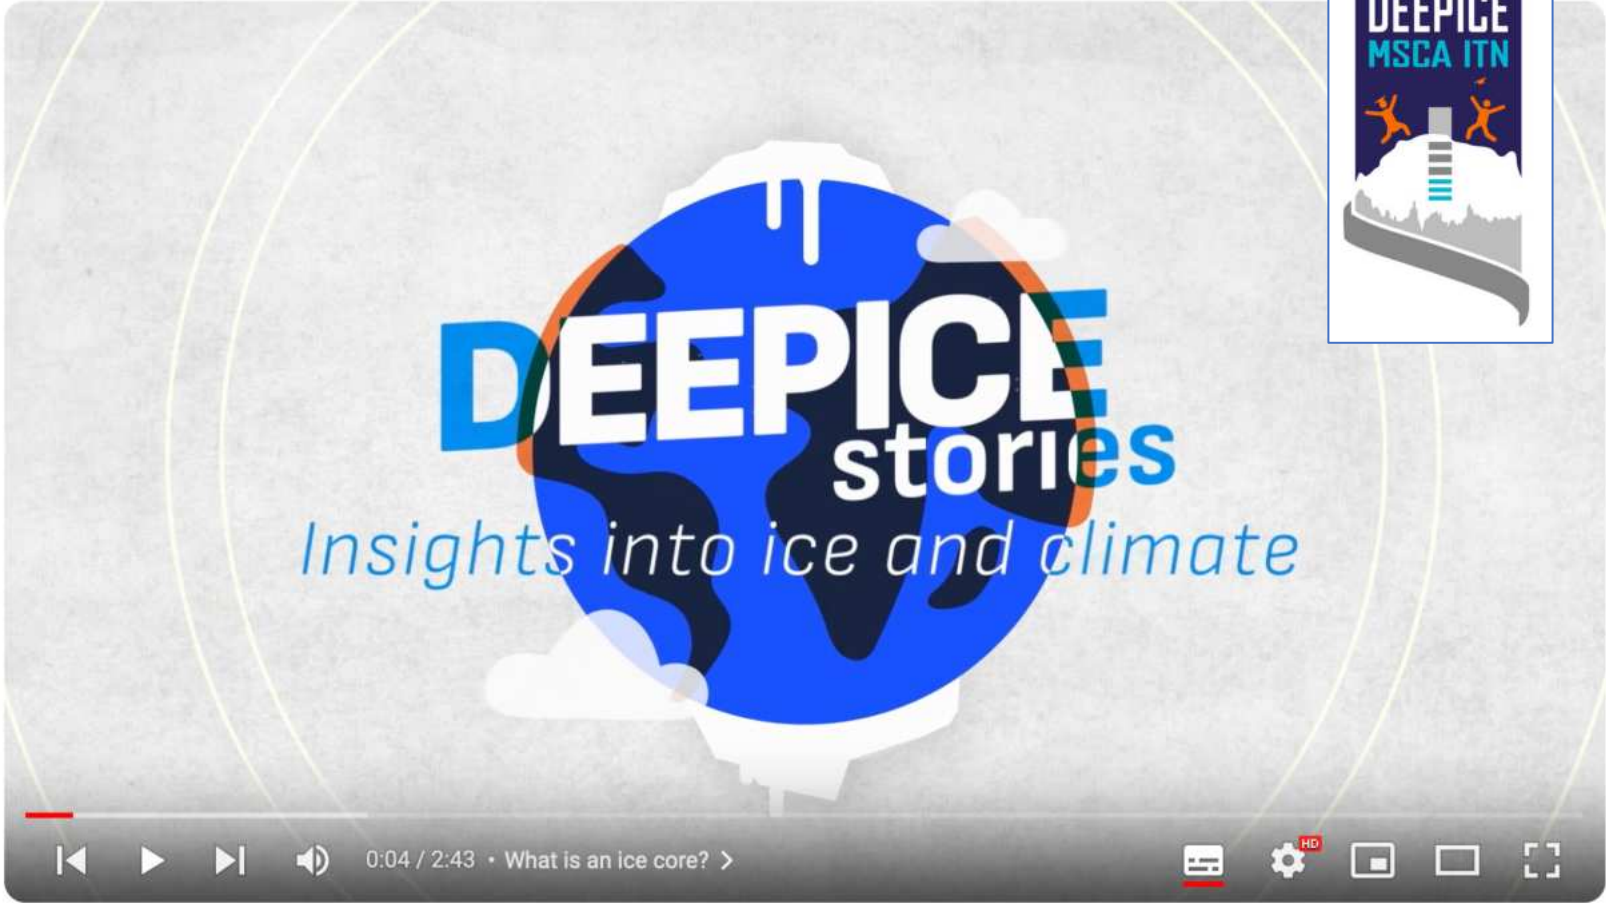 DEEPICE
MSCA ITN
DEEPICE
stories
Insights into ice and climate
0:04 / 2:43 • What is an ice core? >
HD